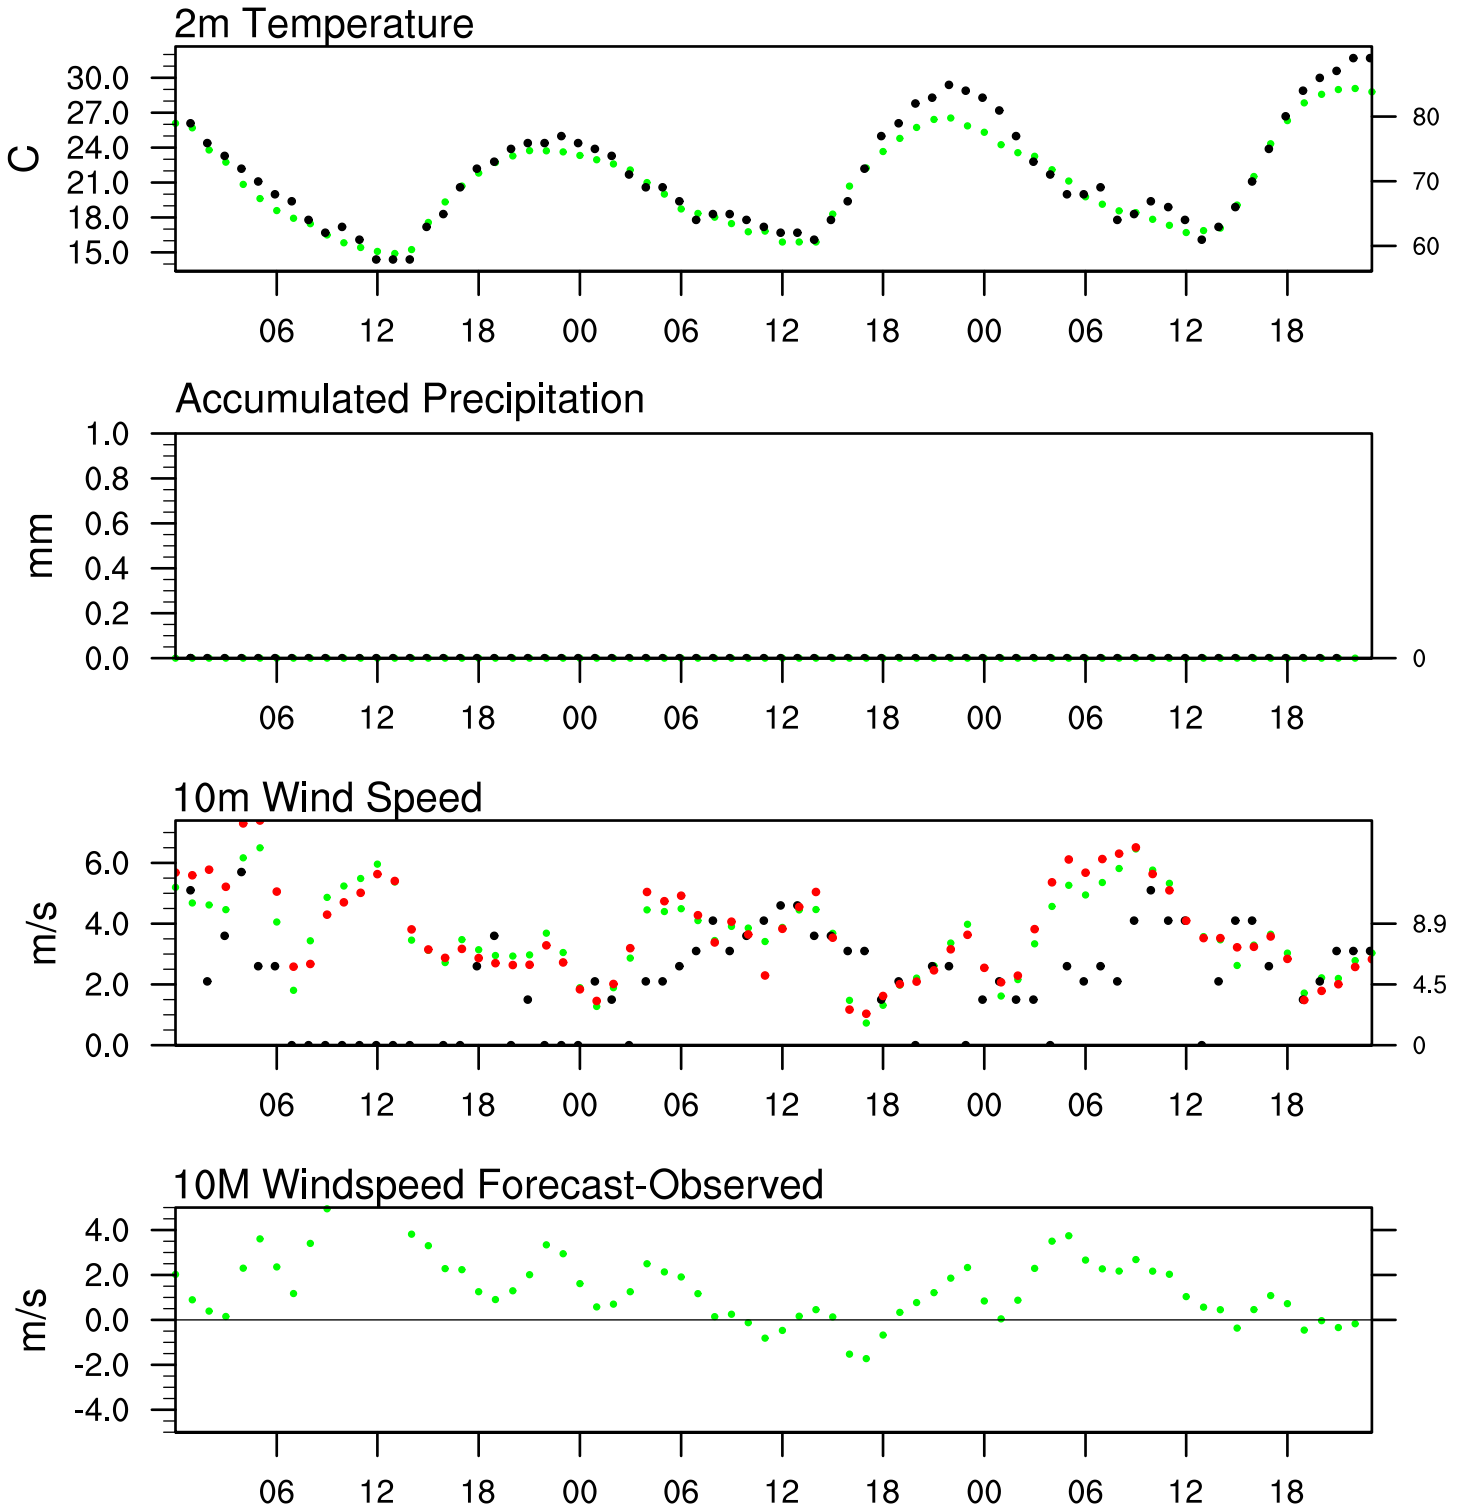 2m Temperature
30.0
27.0
24.0
21.0
18.0
15.0
C
80
70
60
06 12 18 00 06 12 18 00 06 12 18
Accumulated Precipitation
1.0
0.8
0.6
0.4
0.2
0.0
mm
0
06 12 18 00 06 12 18 00 06 12 18
10m Wind Speed
6.0
4.0
2.0
0.0
m/s
8.9
4.5
0
06 12 18 00 06 12 18 00 06 12 18
10M Windspeed Forecast-Observed
4.0
2.0
0.0
-2.0
-4.0
m/s
06 12 18 00 06 12 18 00 06 12 18